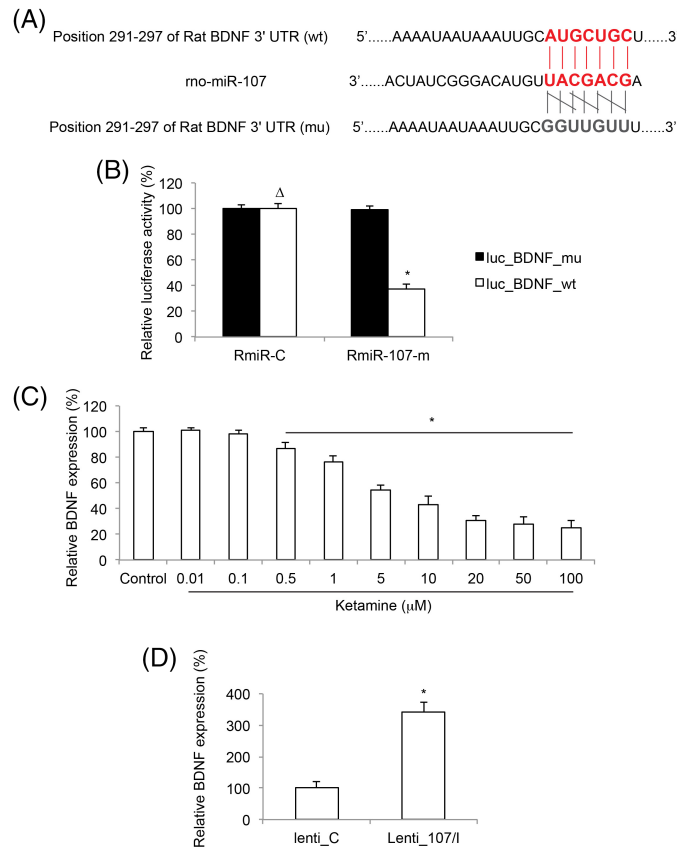 (A)
Position 291-297 of Rat BDNF 3' UTR (wt) 5'......AAAAUAAUAAAUUGCAUGCUGCU......3
rno-miR-107 3'......ACUAUCGGGACAUGUUACGACGA
Position 291-297 of Rat BDNF 3' UTR (mu) 5'......AAAAUAAUAAAUUGCGGUUGUUU......3'
(B)
Relative luciferase activity (%)
120
100
80
60
40
20
0
Δ
*
RmiR-C
RmiR-107-m
luc_BDNF_mu
luc_BDNF_wt
(C)
Relative BDNF expression (%)
120
100
80
60
40
20
0
*
Control 0.01 0.1 0.5 1 5 10 20 50 100
Ketamine (μM)
(D)
Relative BDNF expression (%)
400
300
200
100
0
*
lenti_C
Lenti_107/I